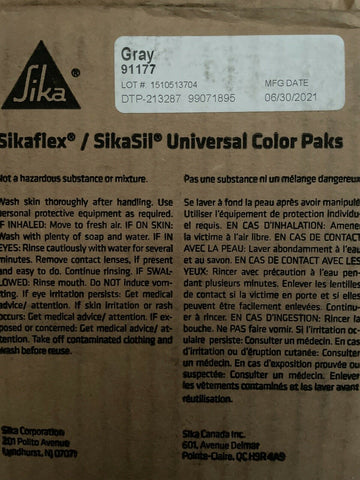 Sika®
Gray
91177
LOT #: 1510513704
MFG DATE
DTP-213287 99071895
06/30/2021
Sikaflex® / SikaSil® Universal Color Paks
Not a hazardous substance or mixture.
Wash skin thoroughly after handling. Use
personal protective equipment as required.
IF INHALED: Move to fresh air. IF ON SKIN:
Wash with plenty of soap and water. IF IN
EYES: Rinse cautiously with water for several
minutes. Remove contact lenses, if present
and easy to do. Continue rinsing. IF SWAL-
LOWED: Rinse mouth. Do NOT induce vom-
iting. If eye irritation persists: Get medical
advice/ attention. If skin irritation or rash
occurs: Get medical advice/ attention. IF ex-
posed or concerned: Get medical advice/ at-
tention. Take off contaminated clothing and
wash before reuse.
Pas une substance ni un mélange dangereux
Se laver à fond la peau après avoir manipulé
Utiliser l'équipement de protection individu-
el requis. EN CAS D'INHALATION: Amener
la victime à l'air libre. EN CAS DE CONTACT
AVEC LA PEAU: Laver abondamment à l'eau
et au savon. EN CAS DE CONTACT AVEC LES
YEUX: Rincer avec précaution à l'eau pen-
dant plusieurs minutes. Enlever les lentilles
de contact si la victime en porte et si elles
peuvent être facilement enlevées. Continu-
er à rincer. EN CAS D'INGESTION: Rincer la
bouche. Ne PAS faire vomir. Si l'irritation oc-
ulaire persiste: Consulter un médecin. En cas
d'irritation ou d'éruption cutanée: Consulter
un médecin. En cas d'exposition prouvée ou
suspectée: Consulter un médecin. Enlever
les vêtements contaminés et les laver avant
réutilisation.
Sika Corporation
201 Polito Avenue
Lyndhurst, NJ 07071
Sika Canada Inc.
601, Avenue Delmar
Pointe-Claire, QC H9R 4A9